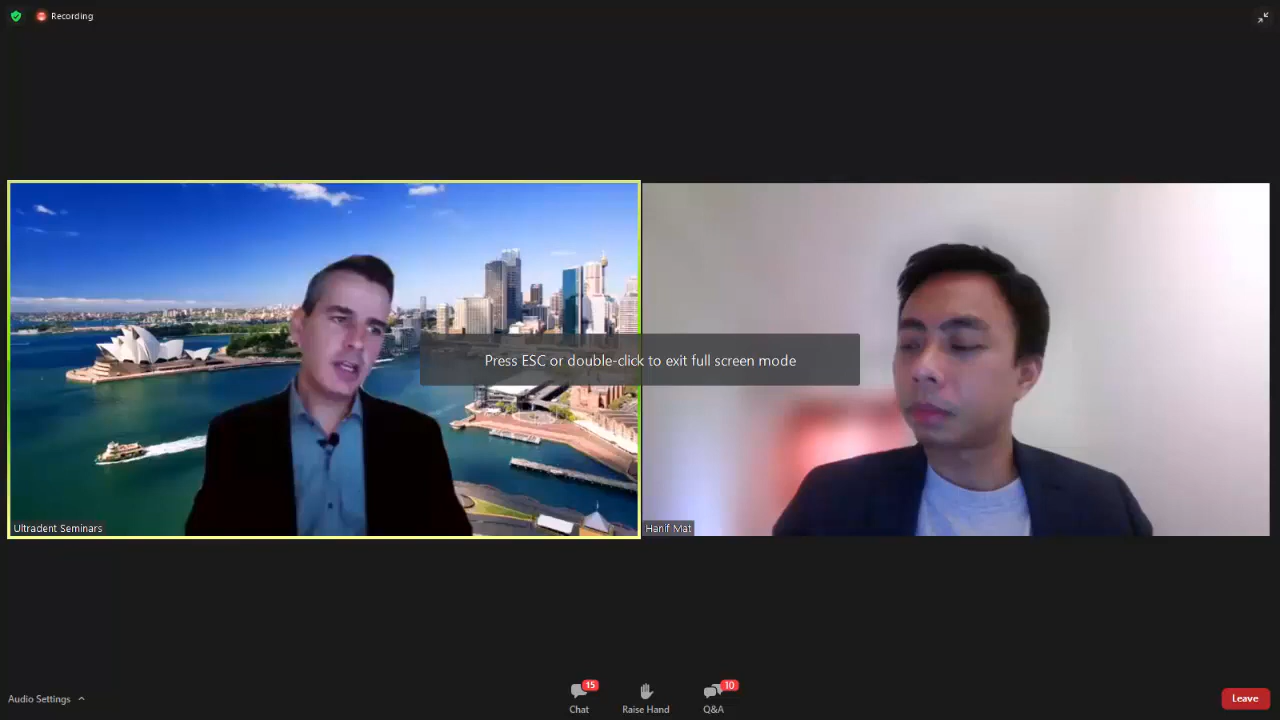 Recording
Press ESC or double-click to exit full screen mode
Ultradent Seminars
Hanif Mat
Audio Settings
15
Chat
Raise Hand
10
Q&A
Leave